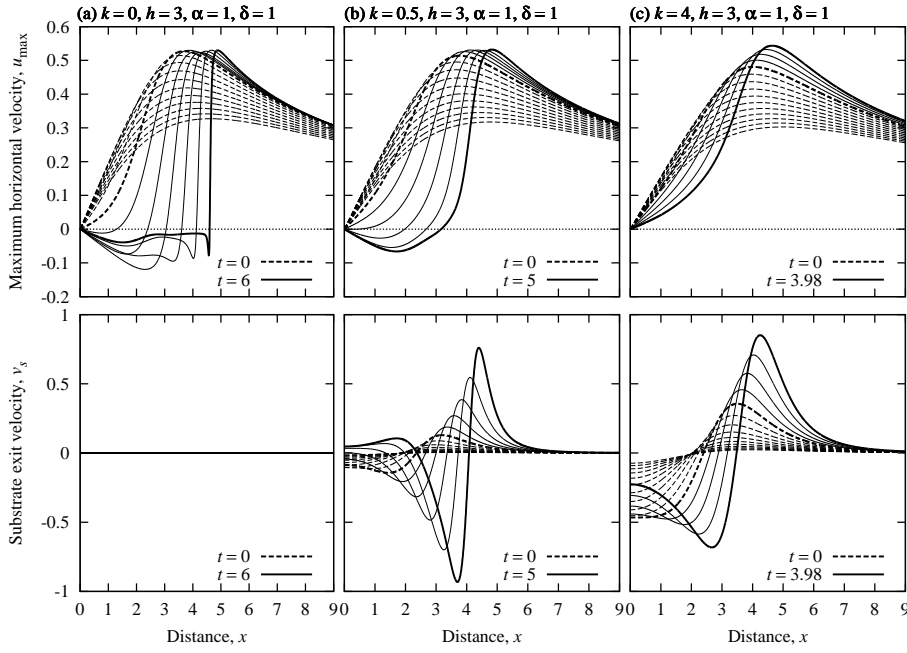 (a) k = 0, h = 3, α = 1, δ = 1
(b) k = 0.5, h = 3, α = 1, δ = 1
(c) k = 4, h = 3, α = 1, δ = 1
Maximum horizontal velocity, u_max
0.6
0.5
0.4
0.3
0.2
0.1
0
-0.1
0.2
t = 0
t = 6
t = 0
t = 5
t = 0
t = 3.98
Substrate exit velocity, v_s
1
0.5
0
-0.5
-1
t = 0
t = 6
t = 0
t = 5
t = 0
t = 3.98
0 1 2 3 4 5 6 7 8 90 1 2 3 4 5 6 7 8 90 1 2 3 4 5 6 7 8 9
Distance, x
Distance, x
Distance, x